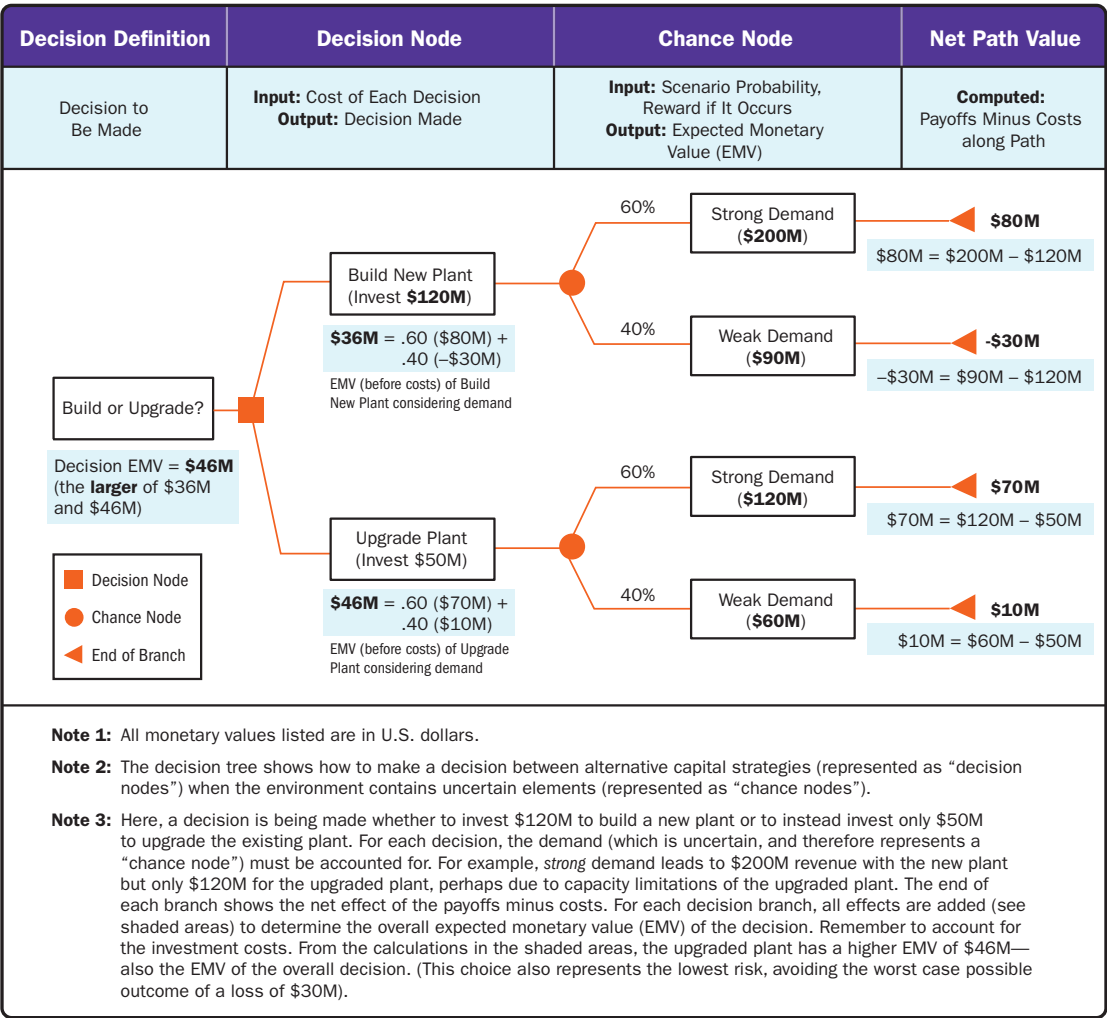 Decision Definition
Decision Node
Chance Node
Net Path Value
Decision to
Be Made
Input: Cost of Each Decision
Output: Decision Made
Input: Scenario Probability,
Reward if It Occurs
Output: Expected Monetary
Value (EMV)
Computed:
Payoffs Minus Costs
along Path
Build or Upgrade?
Decision EMV = $46M
(the larger of $36M
and $46M)
Decision Node
Chance Node
End of Branch
Build New Plant
(Invest $120M)
$36M = .60 ($80M) +
.40 (–$30M)
EMV (before costs) of Build
New Plant considering demand
60%
Strong Demand
($200M)
$80M
$80M = $200M – $120M
40%
Weak Demand
($90M)
-$30M
–$30M = $90M – $120M
Upgrade Plant
(Invest $50M)
$46M = .60 ($70M) +
.40 ($10M)
EMV (before costs) of Upgrade
Plant considering demand
60%
Strong Demand
($120M)
$70M
$70M = $120M – $50M
40%
Weak Demand
($60M)
$10M
$10M = $60M – $50M
Note 1: All monetary values listed are in U.S. dollars.
Note 2: The decision tree shows how to make a decision between alternative capital strategies (represented as “decision
nodes”) when the environment contains uncertain elements (represented as “chance nodes”).
Note 3: Here, a decision is being made whether to invest $120M to build a new plant or to instead invest only $50M
to upgrade the existing plant. For each decision, the demand (which is uncertain, and therefore represents a
“chance node”) must be accounted for. For example, strong demand leads to $200M revenue with the new plant
but only $120M for the upgraded plant, perhaps due to capacity limitations of the upgraded plant. The end of
each branch shows the net effect of the payoffs minus costs. For each decision branch, all effects are added (see
shaded areas) to determine the overall expected monetary value (EMV) of the decision. Remember to account for
the investment costs. From the calculations in the shaded areas, the upgraded plant has a higher EMV of $46M—
also the EMV of the overall decision. (This choice also represents the lowest risk, avoiding the worst case possible
outcome of a loss of $30M).